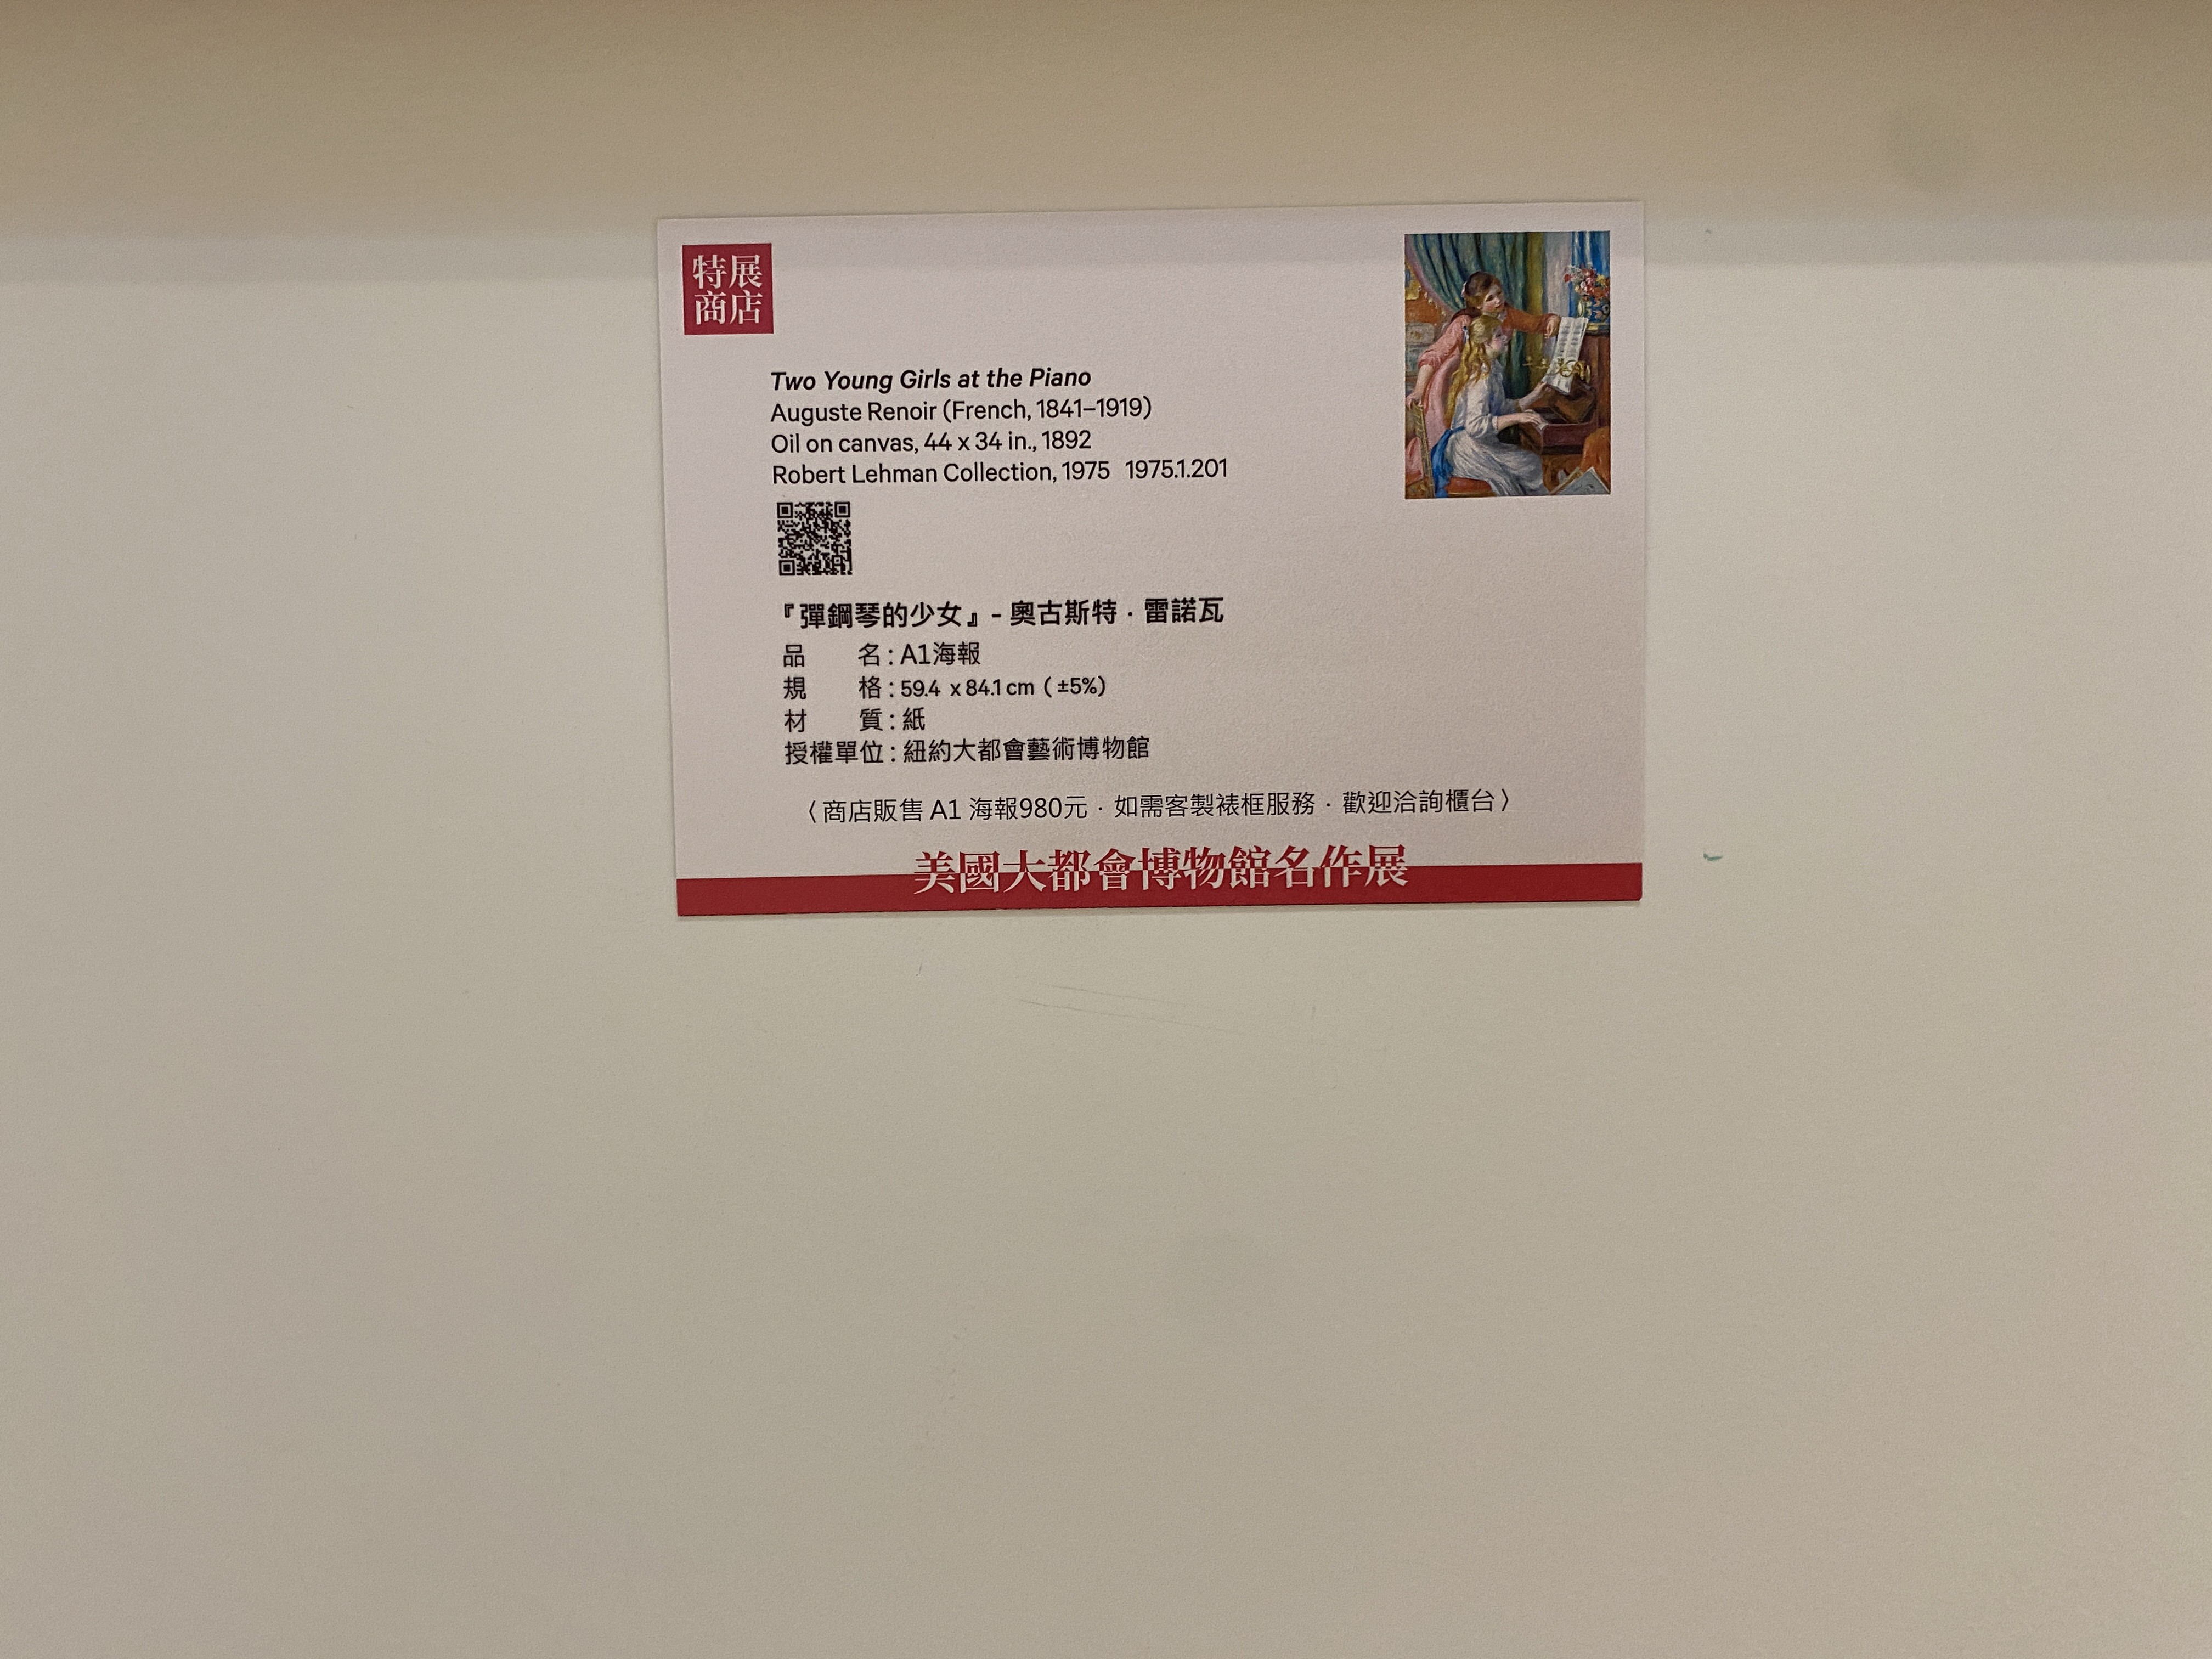 特展
商店
Two Young Girls at the Piano
Auguste Renoir (French, 1841–1919)
Oil on canvas, 44 x 34 in., 1892
Robert Lehman Collection, 1975 1975.1.201
『彈鋼琴的少女』- 奧古斯特．雷諾瓦
品 名：A1海報
規 格：59.4 x 84.1 cm (±5%)
材 質：紙
授權單位：紐約大都會藝術博物館
〈商店販售 A1 海報980元．如需客製裱框服務．歡迎洽詢櫃台〉
美國大都會博物館名作展